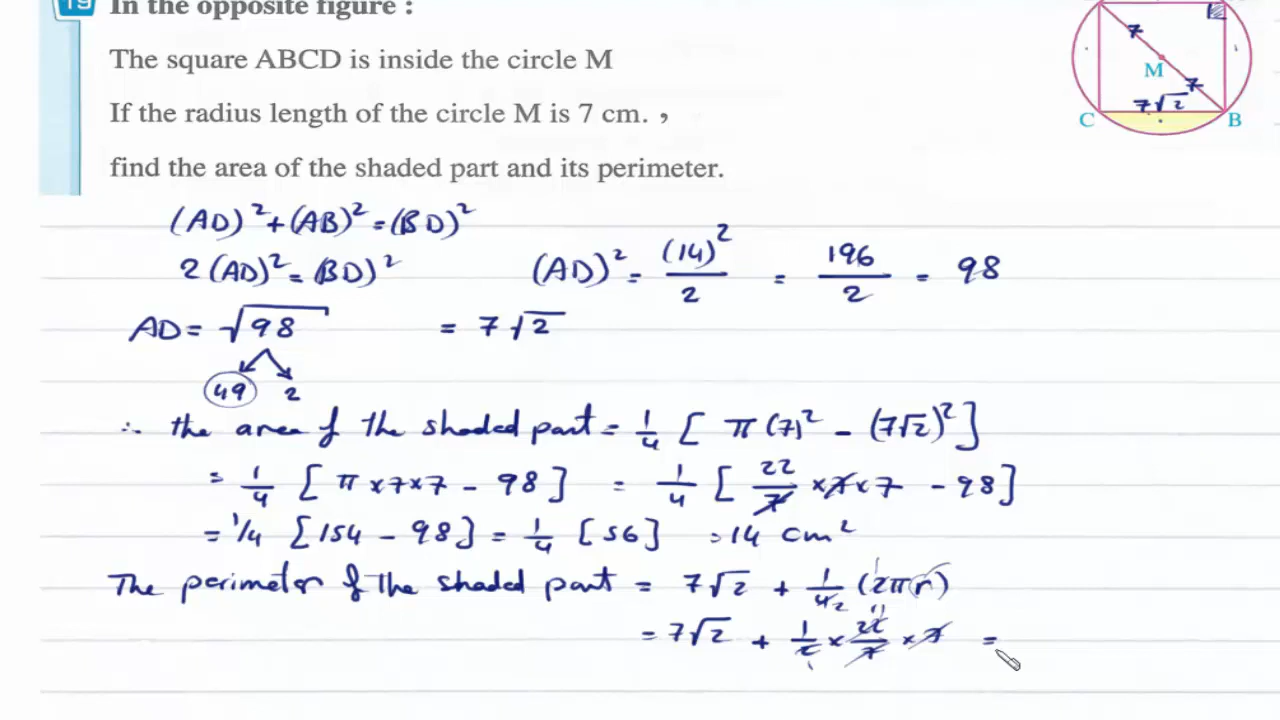 19 In the opposite figure :
The square ABCD is inside the circle M
If the radius length of the circle M is 7 cm. ,
find the area of the shaded part and its perimeter.
7
M
7
7√2
C
B
(AD)² + (AB)² = (BD)²
2 (AD)² = (BD)² (AD)² = (14)²/2 = 196/2 = 98
AD = √98 = 7√2
49 2
∴ the area of the shaded part = 1/4 [ π (7)² - (7√2)² ]
= 1/4 [ π × 7 × 7 - 98 ] = 1/4 [ 22/7 × 7 × 7 - 98 ]
= 1/4 [154 - 98] = 1/4 [56] = 14 cm²
The perimeter of the shaded part = 7√2 + 1/4 2 (2πr)
= 7√2 + 1/2 × 22/7 × 7 =